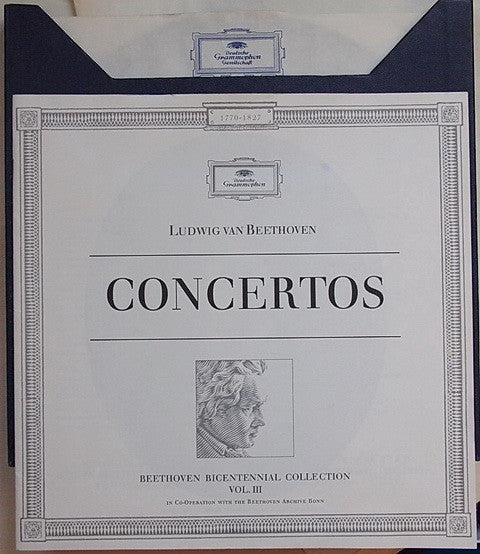 Deutsche
Grammophon
Gesellschaft
1770-1827
Deutsche
Grammophon
LUDWIG VAN BEETHOVEN
CONCERTOS
BEETHOVEN BICENTENNIAL COLLECTION
VOL. III
IN CO-OPERATION WITH THE BEETHOVEN ARCHIVE BONN